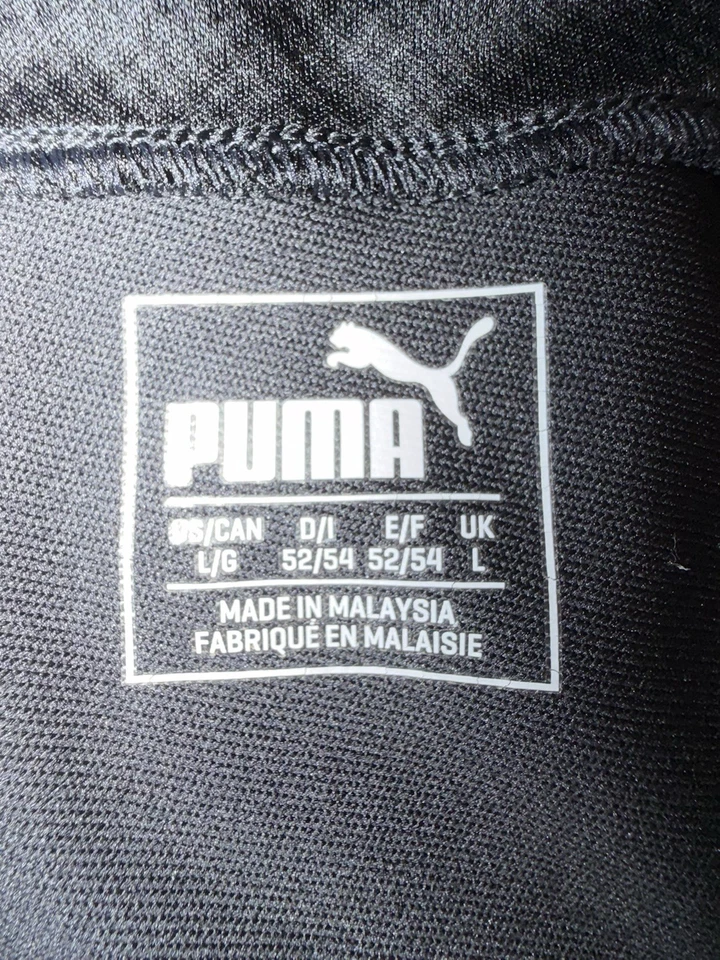 PUMA
US/CAN D/I E/F UK
L/G 52/54 52/54 L
MADE IN MALAYSIA
FABRIQUÉ EN MALAISIE